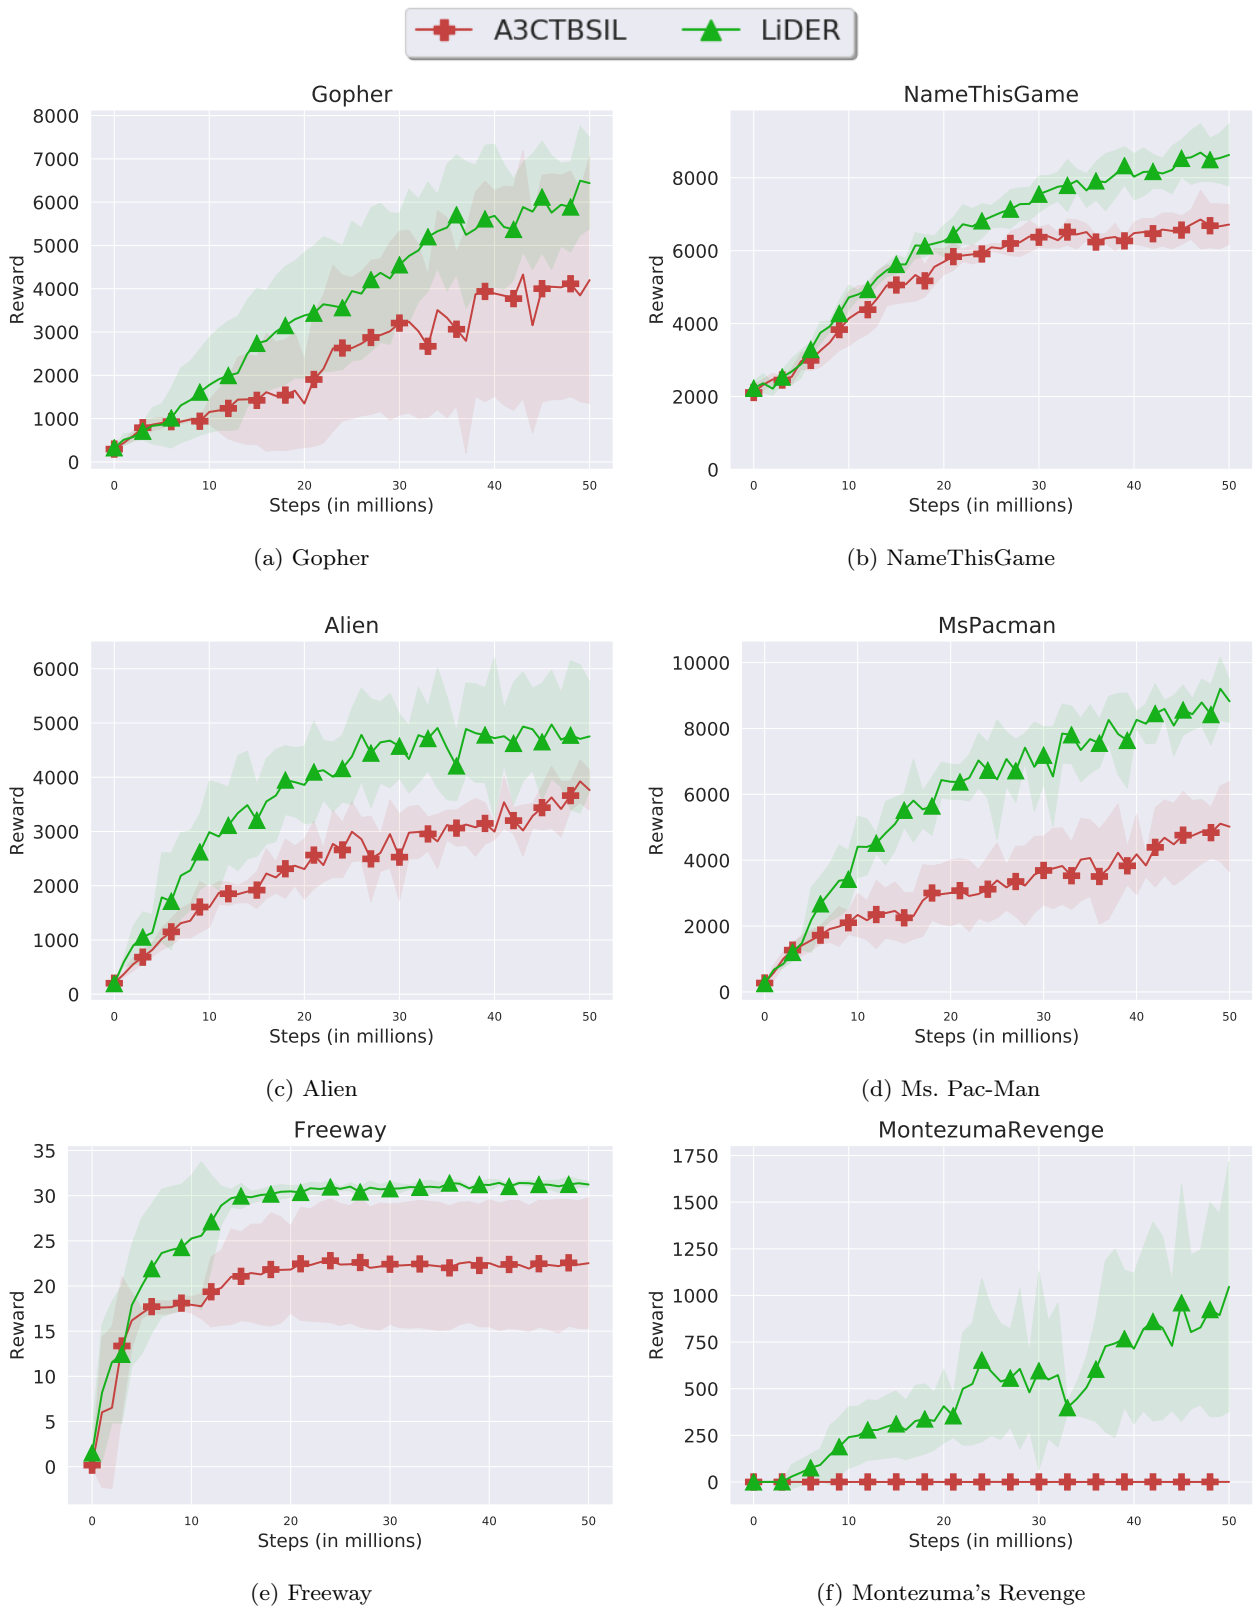 A3CTBSIL LiDER
Gopher
8000
7000
6000
5000
4000
3000
2000
1000
0
Reward
0 10 20 30 40 50
Steps (in millions)
(a) Gopher
NameThisGame
8000
6000
4000
2000
0
Reward
0 10 20 30 40 50
Steps (in millions)
(b) NameThisGame
Alien
6000
5000
4000
3000
2000
1000
0
Reward
0 10 20 30 40 50
Steps (in millions)
(c) Alien
MsPacman
10000
8000
6000
4000
2000
0
Reward
0 10 20 30 40 50
Steps (in millions)
(d) Ms. Pac-Man
Freeway
35
30
25
20
15
10
5
0
Reward
0 10 20 30 40 50
Steps (in millions)
(e) Freeway
MontezumaRevenge
1750
1500
1250
1000
750
500
250
0
Reward
0 10 20 30 40 50
Steps (in millions)
(f) Montezuma's Revenge